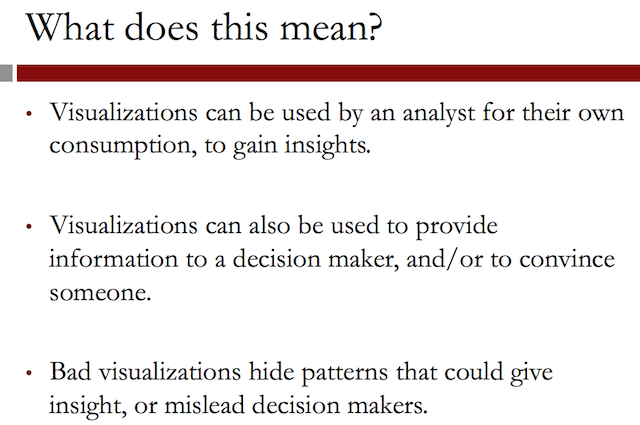 What does this mean?
• Visualizations can be used by an analyst for their own
consumption, to gain insights.
• Visualizations can also be used to provide
information to a decision maker, and/or to convince
someone.
• Bad visualizations hide patterns that could give
insight, or mislead decision makers.